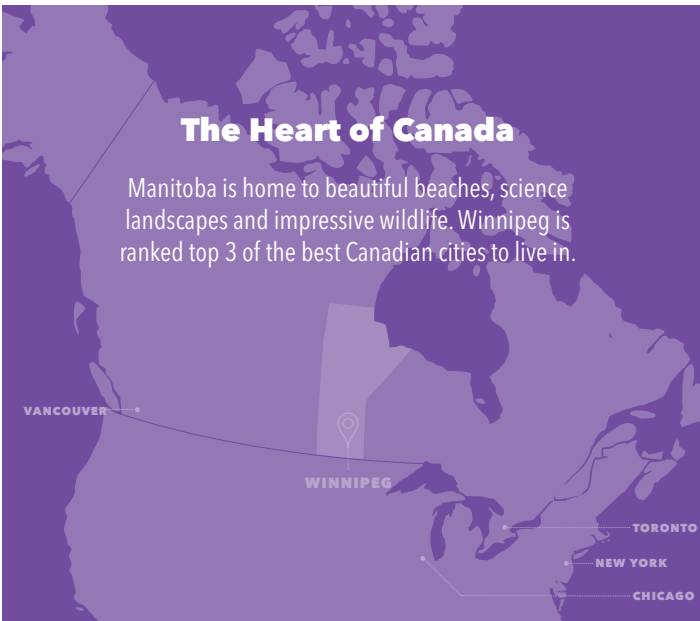 The Heart of Canada
Manitoba is home to beautiful beaches, science
landscapes and impressive wildlife. Winnipeg is
ranked top 3 of the best Canadian cities to live in.
VANCOUVER
WINNIPEG
TORONTO
NEW YORK
CHICAGO